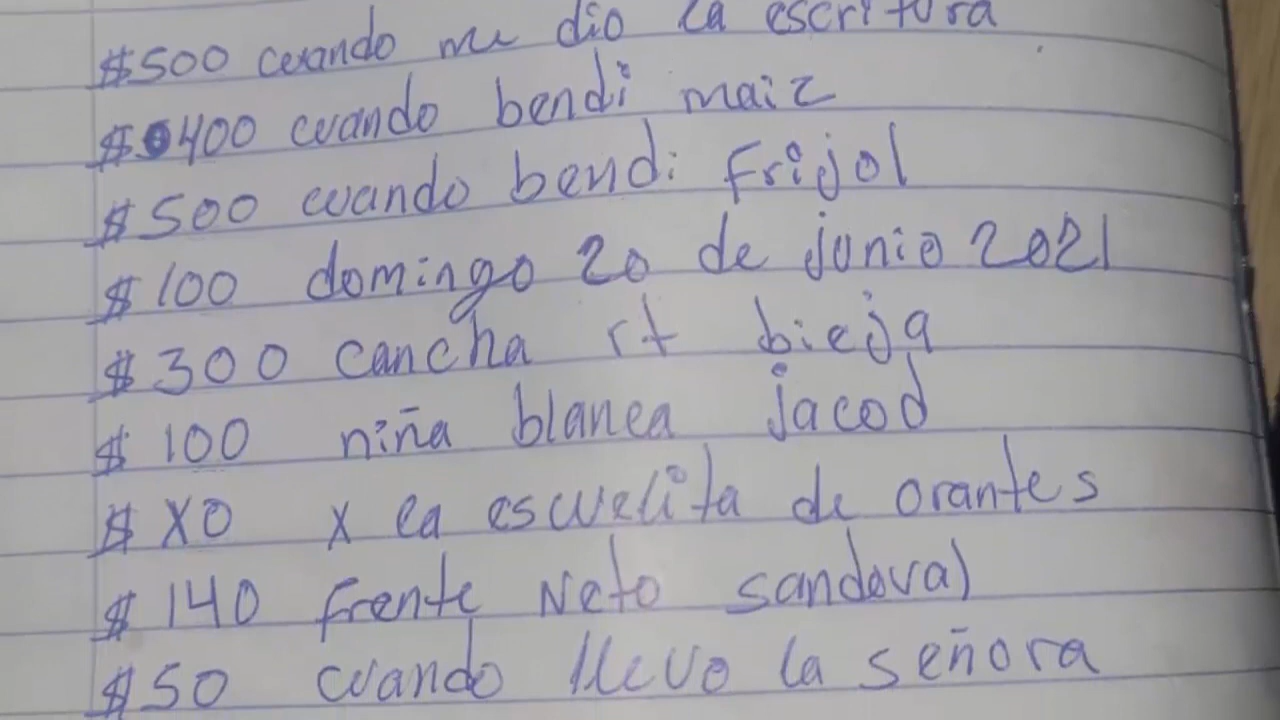 $500 cuando me dio la escritura
$400 cuando bendi maiz
$500 cuando bendi Frijol
$100 domingo 20 de junio 2021
$300 cancha rt bieja
$100 niña blanca jacod
$X0 x la escuelita de orantes
$140 frente Neto sandoval
$50 cuando llevo la señora